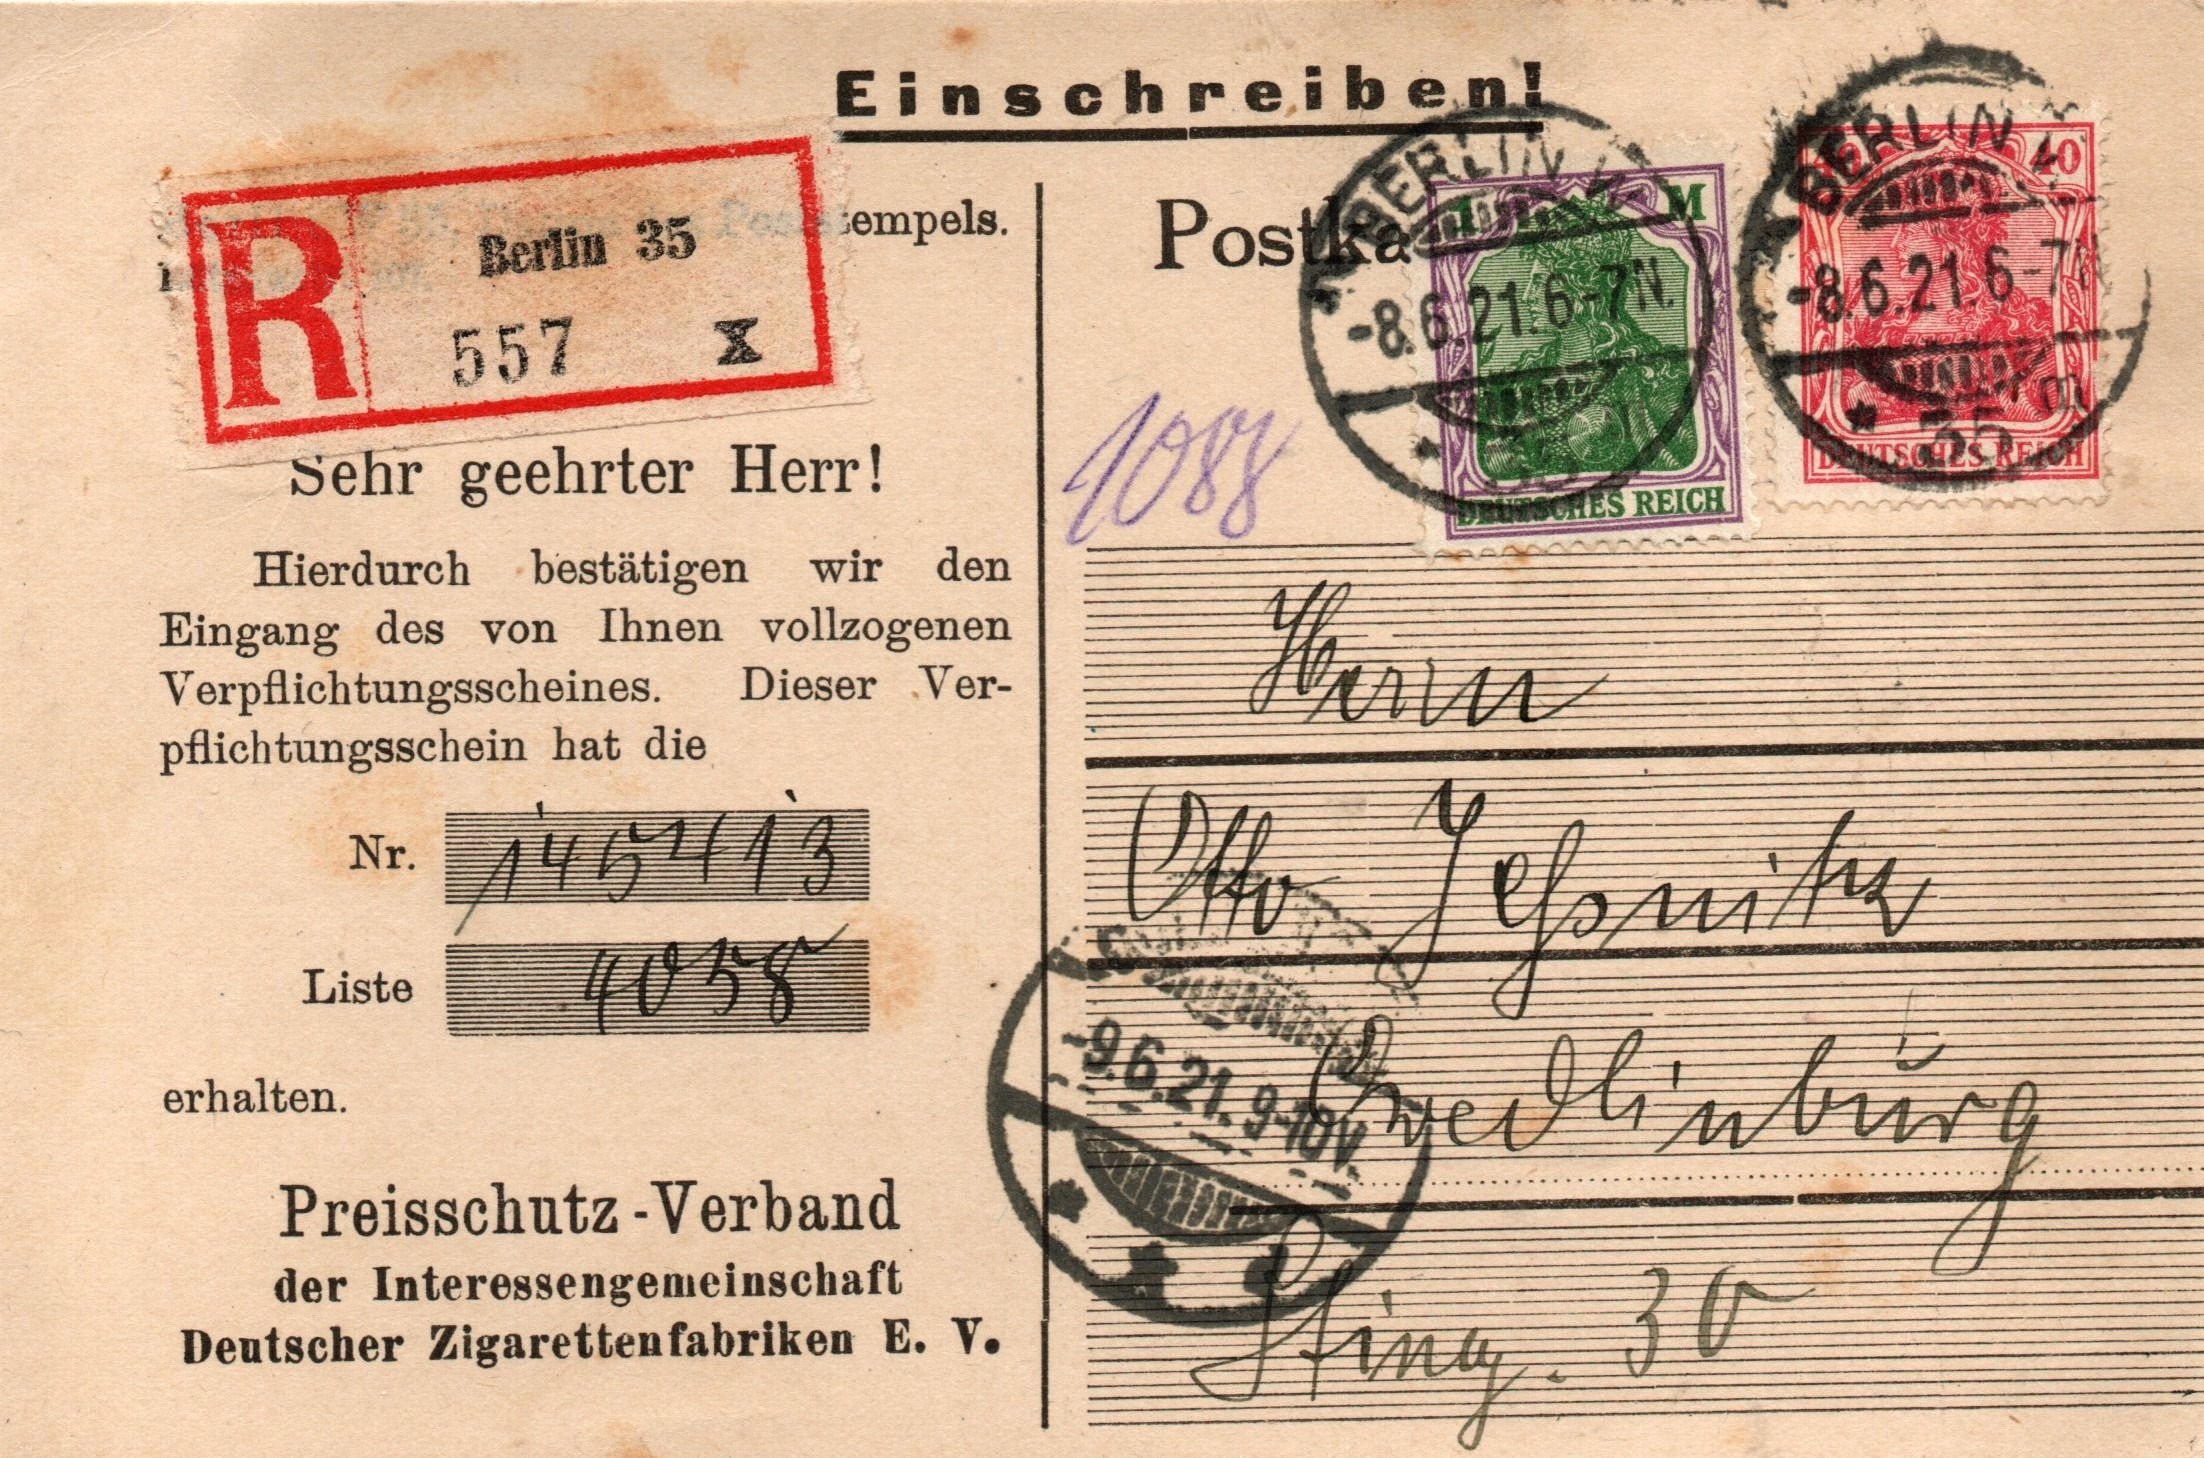 Einschreiben!
R
Berlin 35
557 X
tempels.
Postka
BERLIN W
-8.6.21.6-7N.
35
1 M
DEUTSCHES REICH
BERLIN W
-8.6.21.6-7N.
35
m
40
DEUTSCHES REICH
1088
Sehr geehrter Herr!
Hierdurch bestätigen wir den
Eingang des von Ihnen vollzogenen
Verpflichtungsscheines. Dieser Ver-
pflichtungsschein hat die
Nr. 145413
Liste 4058
erhalten.
Preisschutz-Verband
der Interessengemeinschaft
Deutscher Zigarettenfabriken E. V.
Herrn
Otto Jeßnitz
Quedlinburg
-9.6.21. 9-10V.
30